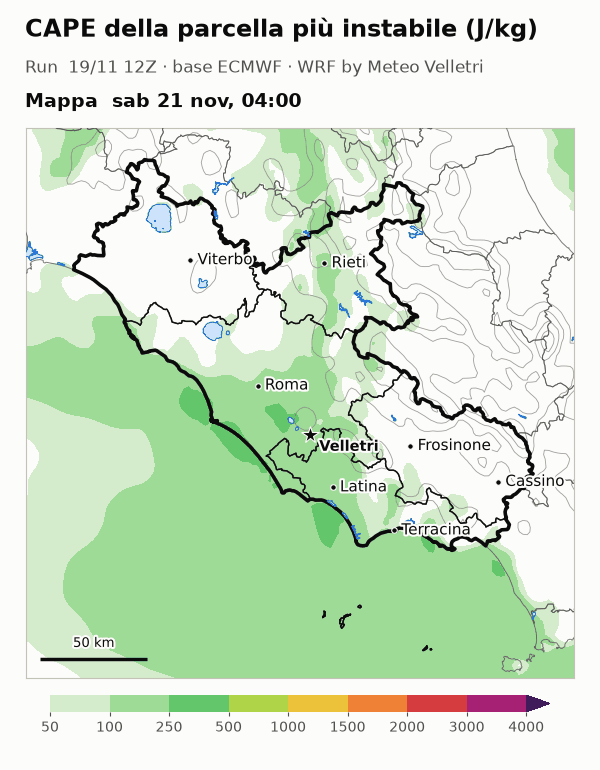 CAPE della parcella più instabile (J/kg)
Run  19/11 12Z · base ECMWF · WRF by Meteo Velletri
Mappa  sab 21 nov, 04:00
Viterbo
Rieti
Roma
Velletri
Frosinone
Latina
Cassino
Terracina
50 km
50 100 250 500 1000 1500 2000 3000 4000